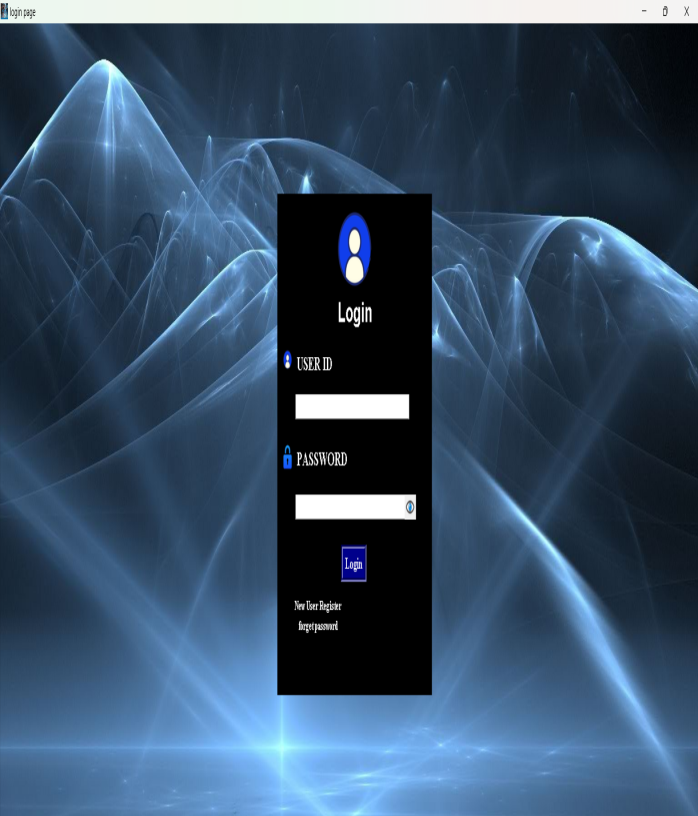 login page
Login
USER ID
PASSWORD
Login
New User Register
forget password